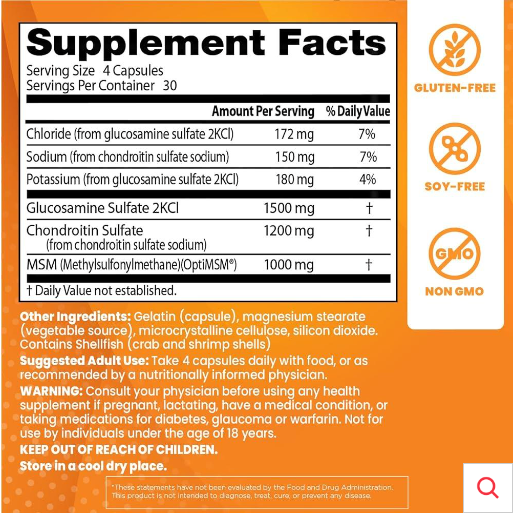 Supplement Facts
Serving Size 4 Capsules
Servings Per Container 30
Amount Per Serving % Daily Value
Chloride (from glucosamine sulfate 2KCl) 172 mg 7%
Sodium (from chondroitin sulfate sodium) 150 mg 7%
Potassium (from glucosamine sulfate 2KCl) 180 mg 4%
Glucosamine Sulfate 2KCl 1500 mg †
Chondroitin Sulfate 1200 mg †
(from chondroitin sulfate sodium)
MSM (Methylsulfonylmethane)(OptiMSM®) 1000 mg †
† Daily Value not established.
Other Ingredients: Gelatin (capsule), magnesium stearate
(vegetable source), microcrystalline cellulose, silicon dioxide.
Contains Shellfish (crab and shrimp shells)
Suggested Adult Use: Take 4 capsules daily with food, or as
recommended by a nutritionally informed physician.
WARNING: Consult your physician before using any health
supplement if pregnant, lactating, have a medical condition, or
taking medications for diabetes, glaucoma or warfarin. Not for
use by individuals under the age of 18 years.
KEEP OUT OF REACH OF CHILDREN.
Store in a cool dry place.
*These statements have not been evaluated by the Food and Drug Administration.
This product is not intended to diagnose, treat, cure, or prevent any disease.
GLUTEN-FREE
SOY-FREE
GMO
NON GMO